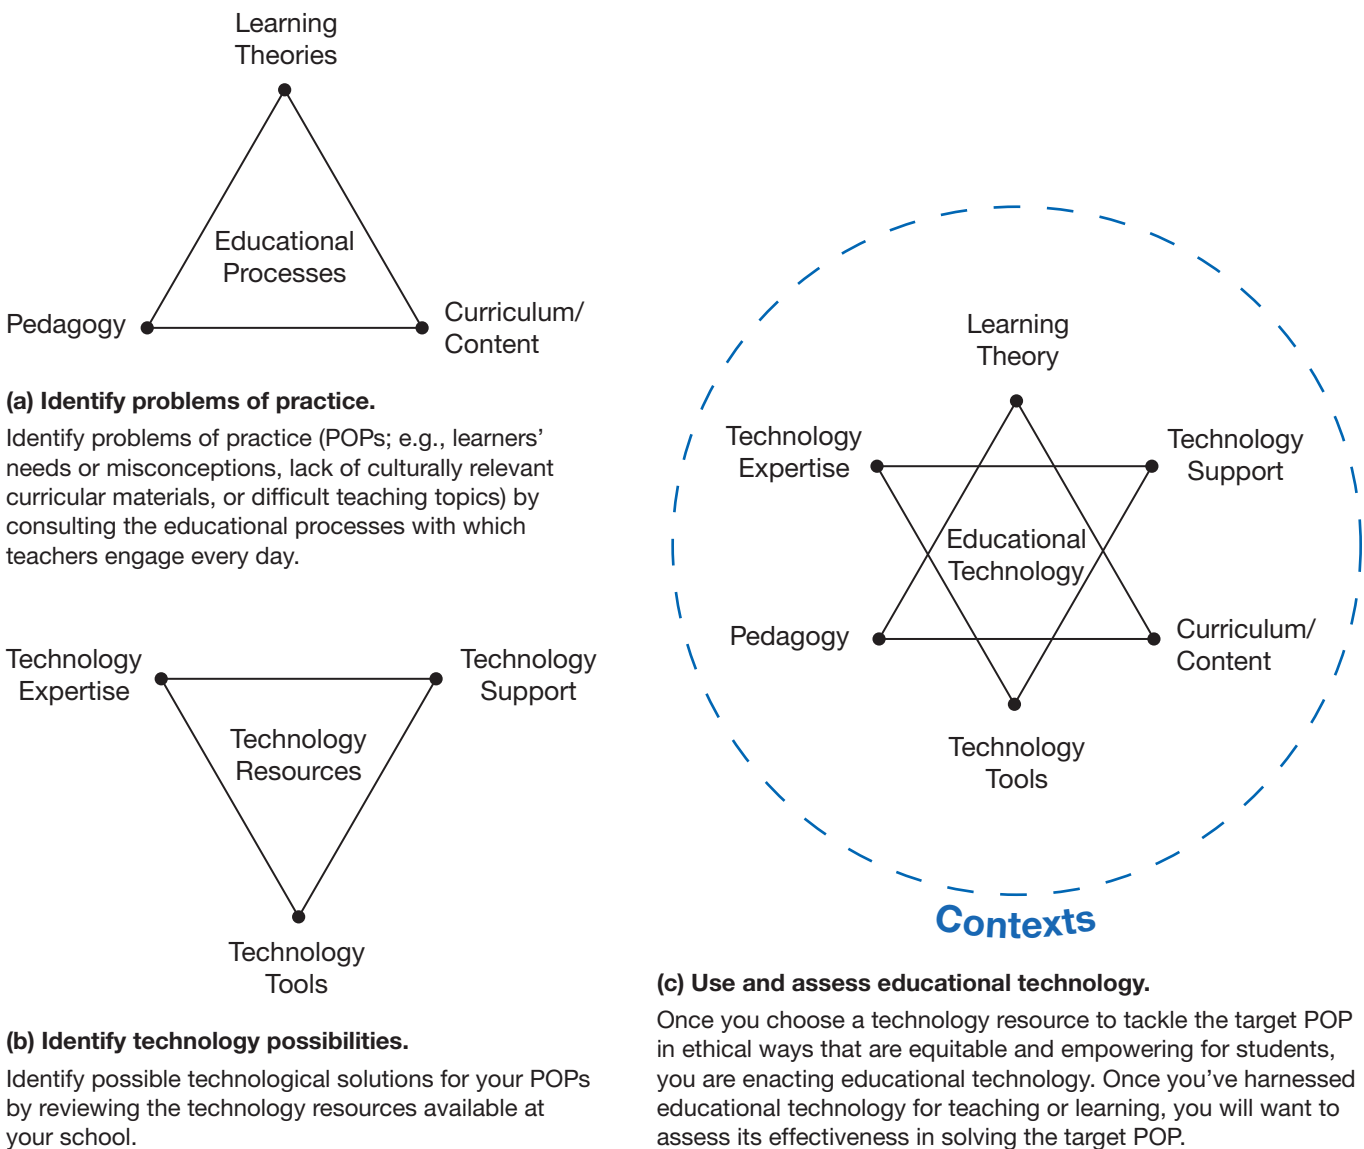 Learning
Theories
Educational
Processes
Pedagogy
Curriculum/
Content
(a) Identify problems of practice.
Identify problems of practice (POPs; e.g., learners’
needs or misconceptions, lack of culturally relevant
curricular materials, or difficult teaching topics) by
consulting the educational processes with which
teachers engage every day.
Technology
Expertise
Technology
Support
Technology
Resources
Technology
Tools
(b) Identify technology possibilities.
Identify possible technological solutions for your POPs
by reviewing the technology resources available at
your school.
Learning
Theory
Technology
Expertise
Technology
Support
Educational
Technology
Pedagogy
Curriculum/
Content
Technology
Tools
Contexts
(c) Use and assess educational technology.
Once you choose a technology resource to tackle the target POP
in ethical ways that are equitable and empowering for students,
you are enacting educational technology. Once you’ve harnessed
educational technology for teaching or learning, you will want to
assess its effectiveness in solving the target POP.